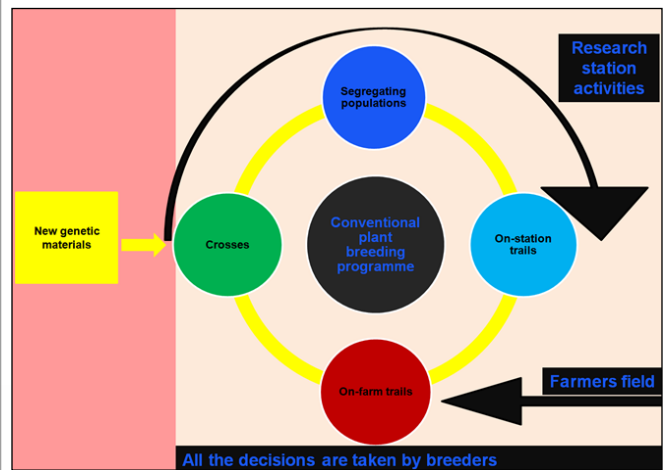 Research
station
activities
Segregating
populations
New genetic
materials
Crosses
Conventional
plant
breeding
programme
On-station
trails
Farmers field
On-farm trails
All the decisions are taken by breeders